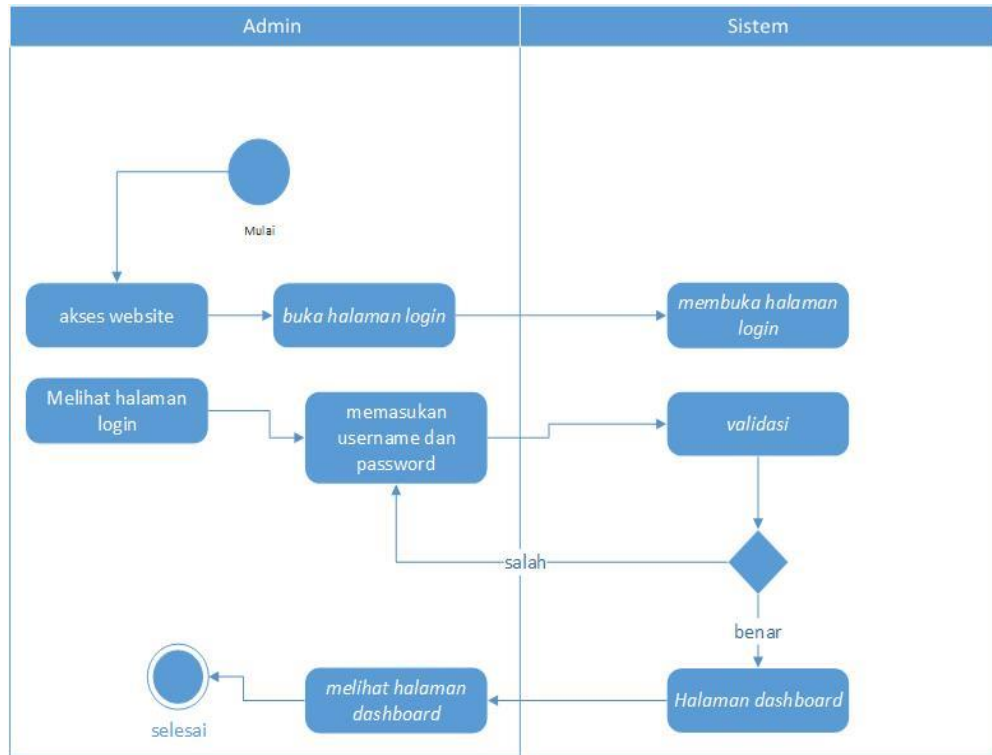 Admin
Sistem
Mulai
akses website
buka halaman login
membuka halaman
login
Melihat halaman
login
memasukan
username dan
password
validasi
salah
benar
selesai
melihat halaman
dashboard
Halaman dashboard